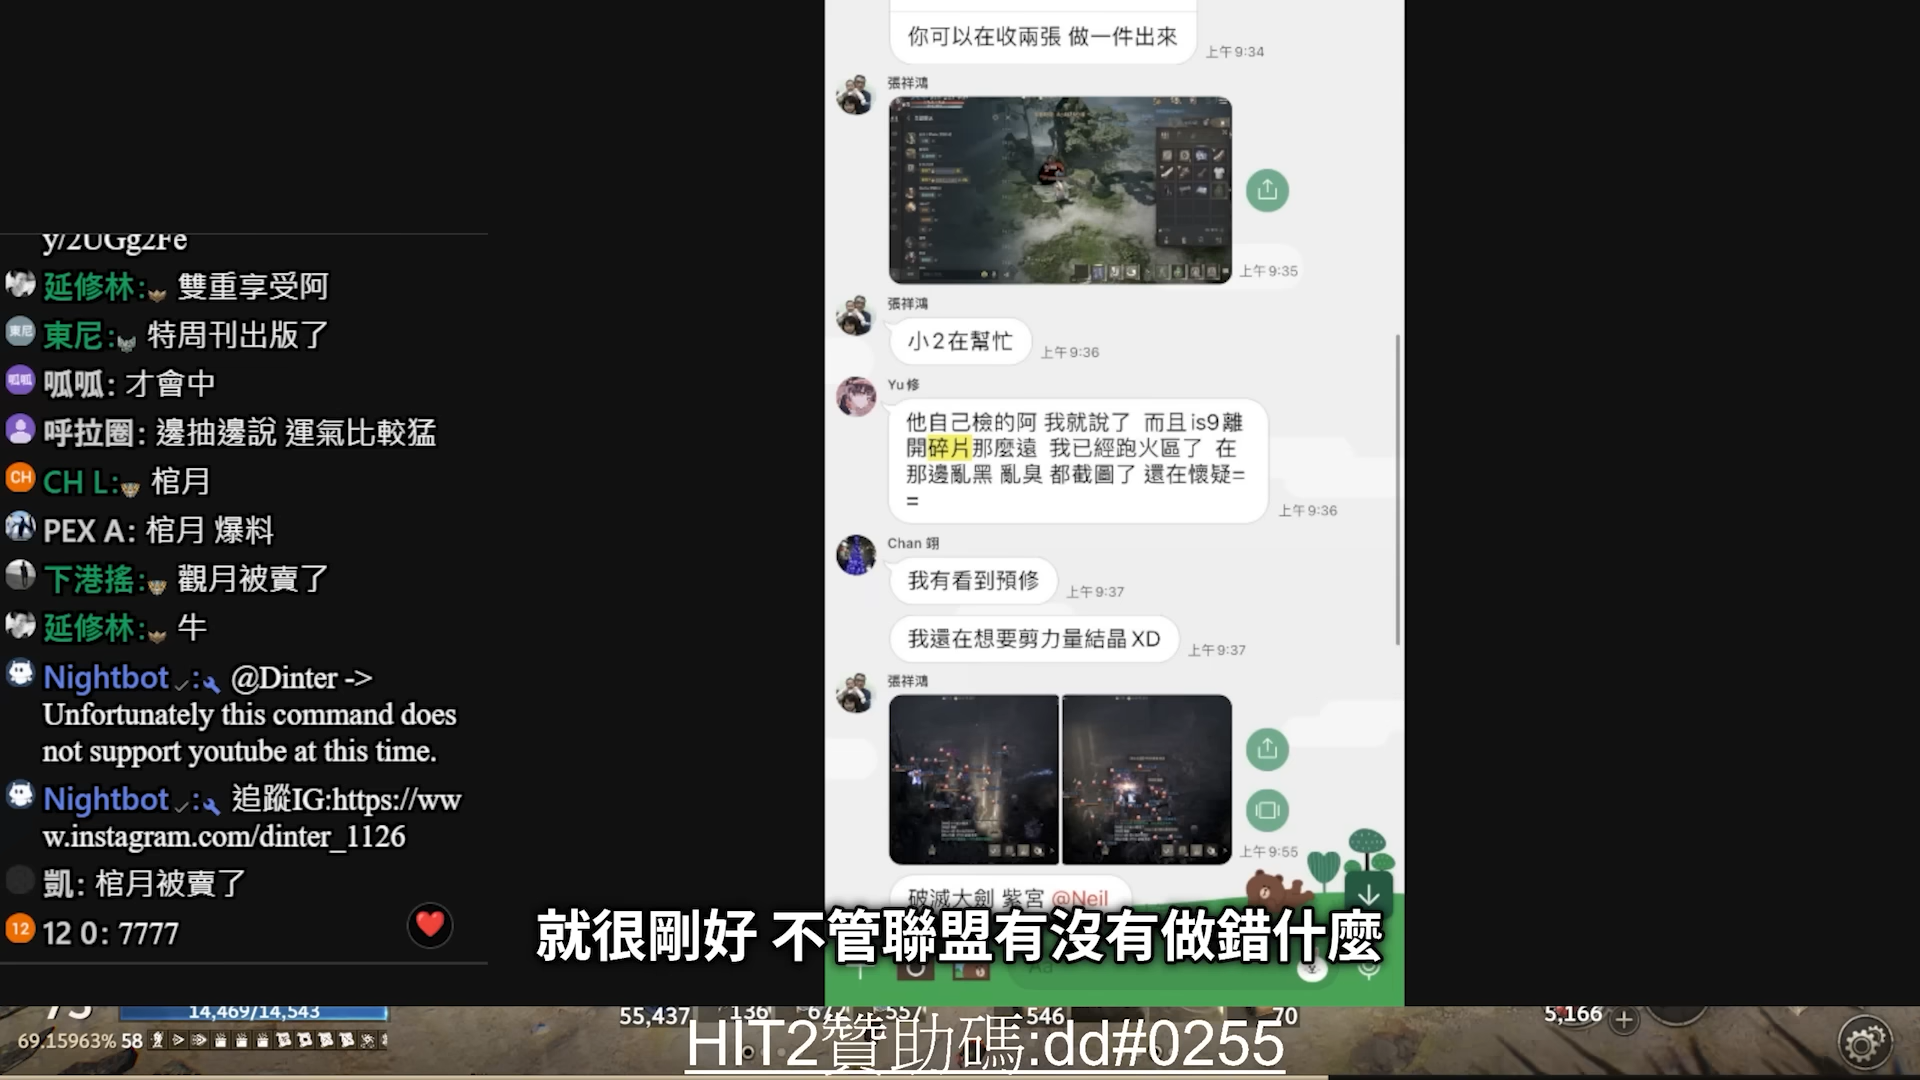 y/2UGg2Fe
延修林: 雙重享受阿
東尼 東尼: 特周刊出版了
呱呱 呱呱: 才會中
呼拉圈: 邊抽邊說 運氣比較猛
CH CH L: 棺月
PEX A: 棺月 爆料
下港搖: 觀月被賣了
延修林: 牛
Nightbot: @Dinter ->
Unfortunately this command does
not support youtube at this time.
Nightbot: 追蹤IG:https://ww
w.instagram.com/dinter_1126
凱: 棺月被賣了
12 12 0: 7777
你可以在收兩張 做一件出來
上午9:34
張祥鴻
上午9:35
張祥鴻
小2在幫忙
上午9:36
Yu修
他自己檢的阿 我就說了 而且is9離
開碎片那麼遠 我已經跑火區了 在
那邊亂黑 亂臭 都截圖了 還在懷疑=
=
上午9:36
Chan 翊
我有看到預修
上午9:37
我還在想要剪力量結晶XD
上午9:37
張祥鴻
上午9:55
破滅大劍 紫宮 @Neil
Aa
就很剛好 不管聯盟有沒有做錯什麼
14,469/14,543
69.15963% 58
55,437
136
557
546
70
5,166
HIT2贊助碼:dd#0255